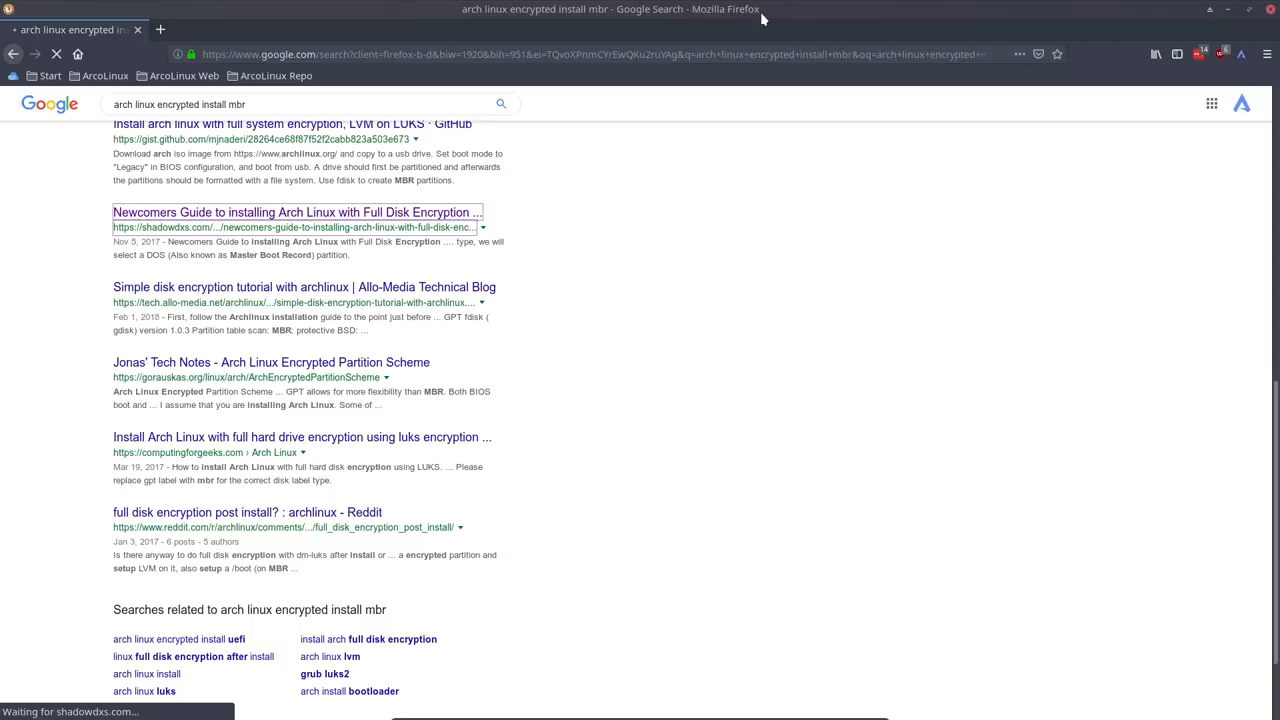 arch linux encrypted install mbr - Google Search - Mozilla Firefox
arch linux encrypted ins
https://www.google.com/search?client=firefox-b-d&biw=1920&bih=951&ei=TQvoXPnmCYrEwQKu2ruYAg&q=arch+linux+encrypted+install+mbr&oq=arch+linux+encrypted+i
14
6
Start
ArcoLinux
ArcoLinux Web
ArcoLinux Repo
Google
arch linux encrypted install mbr
Install arch linux with full system encryption, LVM on LUKS · GitHub
https://gist.github.com/mjnaderi/28264ce68f87f52f2cabb823a503e673
Download arch iso image from https://www.archlinux.org/ and copy to a usb drive. Set boot mode to
"Legacy" in BIOS configuration, and boot from usb. A drive should first be partitioned and afterwards
the partitions should be formatted with a file system. Use fdisk to create MBR partitions.
Newcomers Guide to installing Arch Linux with Full Disk Encryption ...
https://shadowdxs.com/.../newcomers-guide-to-installing-arch-linux-with-full-disk-enc...
Nov 5, 2017 - Newcomers Guide to installing Arch Linux with Full Disk Encryption .... type, we will
select a DOS (Also known as Master Boot Record) partition.
Simple disk encryption tutorial with archlinux | Allo-Media Technical Blog
https://tech.allo-media.net/archlinux/.../simple-disk-encryption-tutorial-with-archlinux....
Feb 1, 2018 - First, follow the Archlinux installation guide to the point just before ... GPT fdisk (
gdisk) version 1.0.3 Partition table scan: MBR: protective BSD: ...
Jonas' Tech Notes - Arch Linux Encrypted Partition Scheme
https://gorauskas.org/linux/arch/ArchEncryptedPartitionScheme
Arch Linux Encrypted Partition Scheme ... GPT allows for more flexibility than MBR. Both BIOS
boot and ... I assume that you are installing Arch Linux. Some of ...
Install Arch Linux with full hard drive encryption using luks encryption ...
https://computingforgeeks.com › Arch Linux
Mar 19, 2017 - How to install Arch Linux with full hard disk encryption using LUKS. ... Please
replace gpt label with mbr for the correct disk label type.
full disk encryption post install? : archlinux - Reddit
https://www.reddit.com/r/archlinux/comments/.../full_disk_encryption_post_install/
Jan 3, 2017 - 6 posts - 5 authors
Is there anyway to do full disk encryption with dm-luks after install or ... a encrypted partition and
setup LVM on it, also setup a /boot (on MBR ...
Searches related to arch linux encrypted install mbr
arch linux encrypted install uefi
install arch full disk encryption
linux full disk encryption after install
arch linux lvm
arch linux install
grub luks2
arch linux luks
arch install bootloader
Waiting for shadowdxs.com...